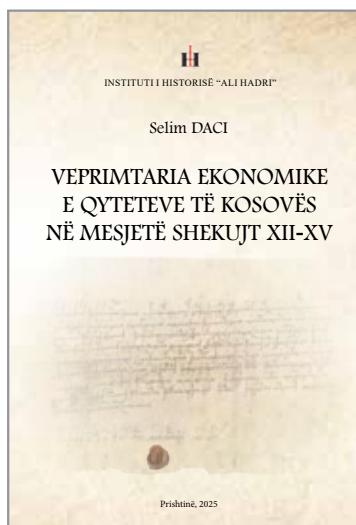 INSTITUTI I HISTORISË “ALI HADRI”
Selim DACI
VEPRIMTARIA EKONOMIKE
E QYTETEVE TË KOSOVËS
NË MESJETË SHEKUJT XII-XV
Prishtinë, 2025